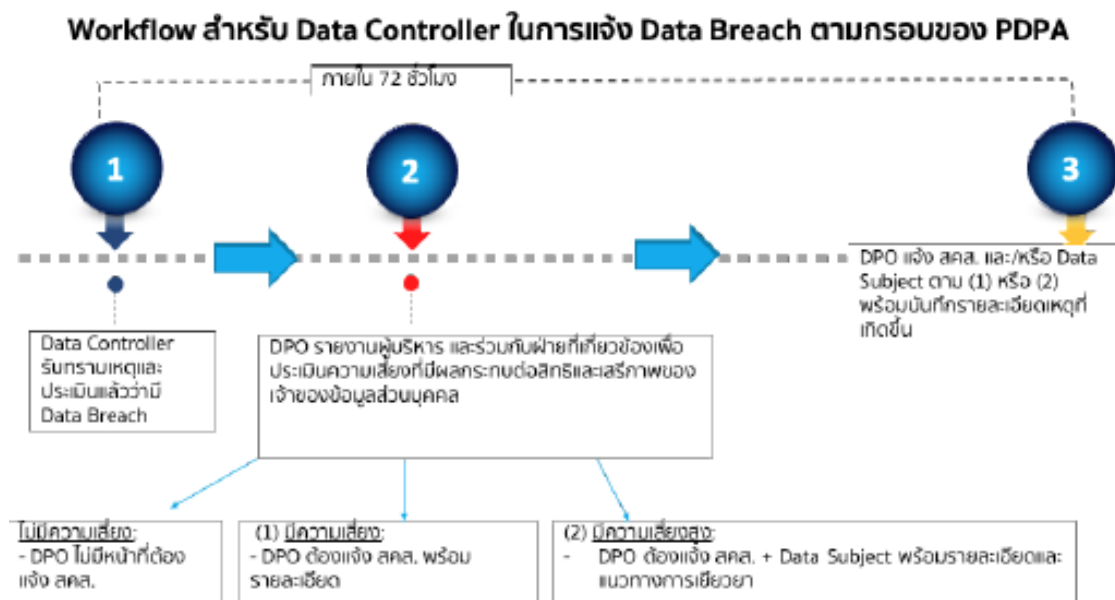 Workflow สำหรับ Data Controller ในการแจ้ง Data Breach ตามกรอบของ PDPA
ภายใน 72 ชั่วโมง
1
2
3
Data Controller
รับทราบเหตุและ
ประเมินแล้วว่ามี
Data Breach
DPO รายงานผู้บริหาร และร่วมกับฝ่ายที่เกี่ยวข้องเพื่อ
ประเมินความเสี่ยงที่มีผลกระทบต่อสิทธิและเสรีภาพของ
เจ้าของข้อมูลส่วนบุคคล
DPO แจ้ง สคส. และ/หรือ Data
Subject ตาม (1) หรือ (2)
พร้อมบันทึกรายละเอียดเหตุที่
เกิดขึ้น
ไม่มีความเสี่ยง:
- DPO ไม่มีหน้าที่ต้อง
แจ้ง สคส.
(1) มีความเสี่ยง:
- DPO ต้องแจ้ง สคส. พร้อม
รายละเอียด
(2) มีความเสี่ยงสูง:
- DPO ต้องแจ้ง สคส. + Data Subject พร้อมรายละเอียดและ
แนวทางการเยียวยา